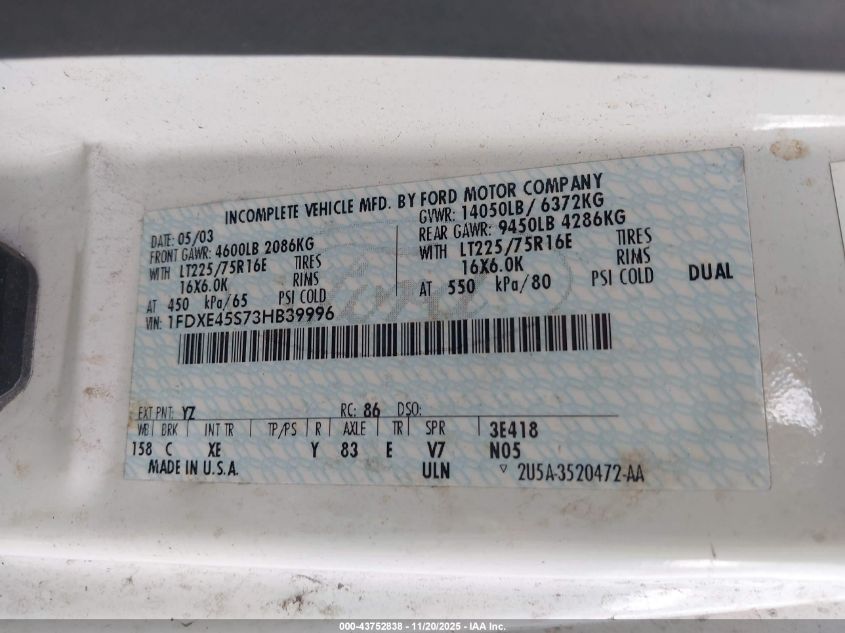 INCOMPLETE VEHICLE MFD. BY FORD MOTOR COMPANY
DATE: 05/03
GVWR: 14050LB/ 6372KG
FRONT GAWR: 4600LB 2086KG
REAR GAWR: 9450LB 4286KG
WITH LT225/75R16E TIRES
WITH LT225/75R16E TIRES
16X6.0K RIMS
16X6.0K RIMS
DUAL
AT 450 kPa/65 PSI COLD
AT 550 kPa/80 PSI COLD
VIN: 1FDXE45S73HB39996
EXT PNT: YZ RC: 86 DSO:
WB BRK INT TR TP/PS R AXLE TR SPR 3E418
158 C XE Y 83 E V7 N05
MADE IN U.S.A. ULN 2U5A-3520472-AA
000-43752838 - 11/20/2025 - IAA Inc.